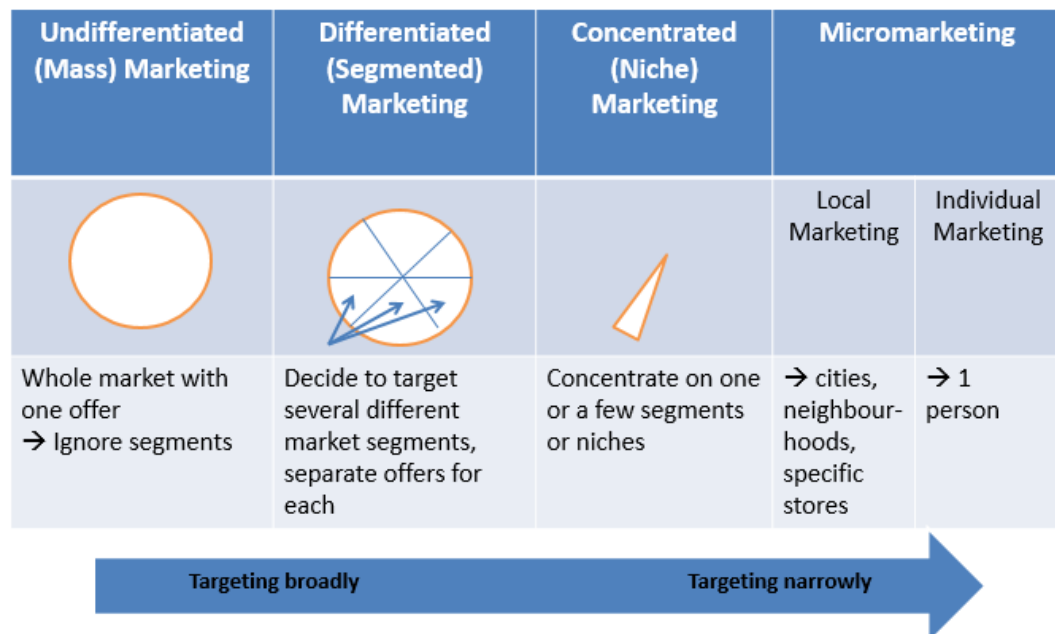 Undifferentiated
(Mass) Marketing
Differentiated
(Segmented)
Marketing
Concentrated
(Niche)
Marketing
Micromarketing
Local
Marketing
Individual
Marketing
Whole market with
one offer
→ Ignore segments
Decide to target
several different
market segments,
separate offers for
each
Concentrate on one
or a few segments
or niches
→ cities,
neighbour-
hoods,
specific
stores
→ 1
person
Targeting broadly
Targeting narrowly